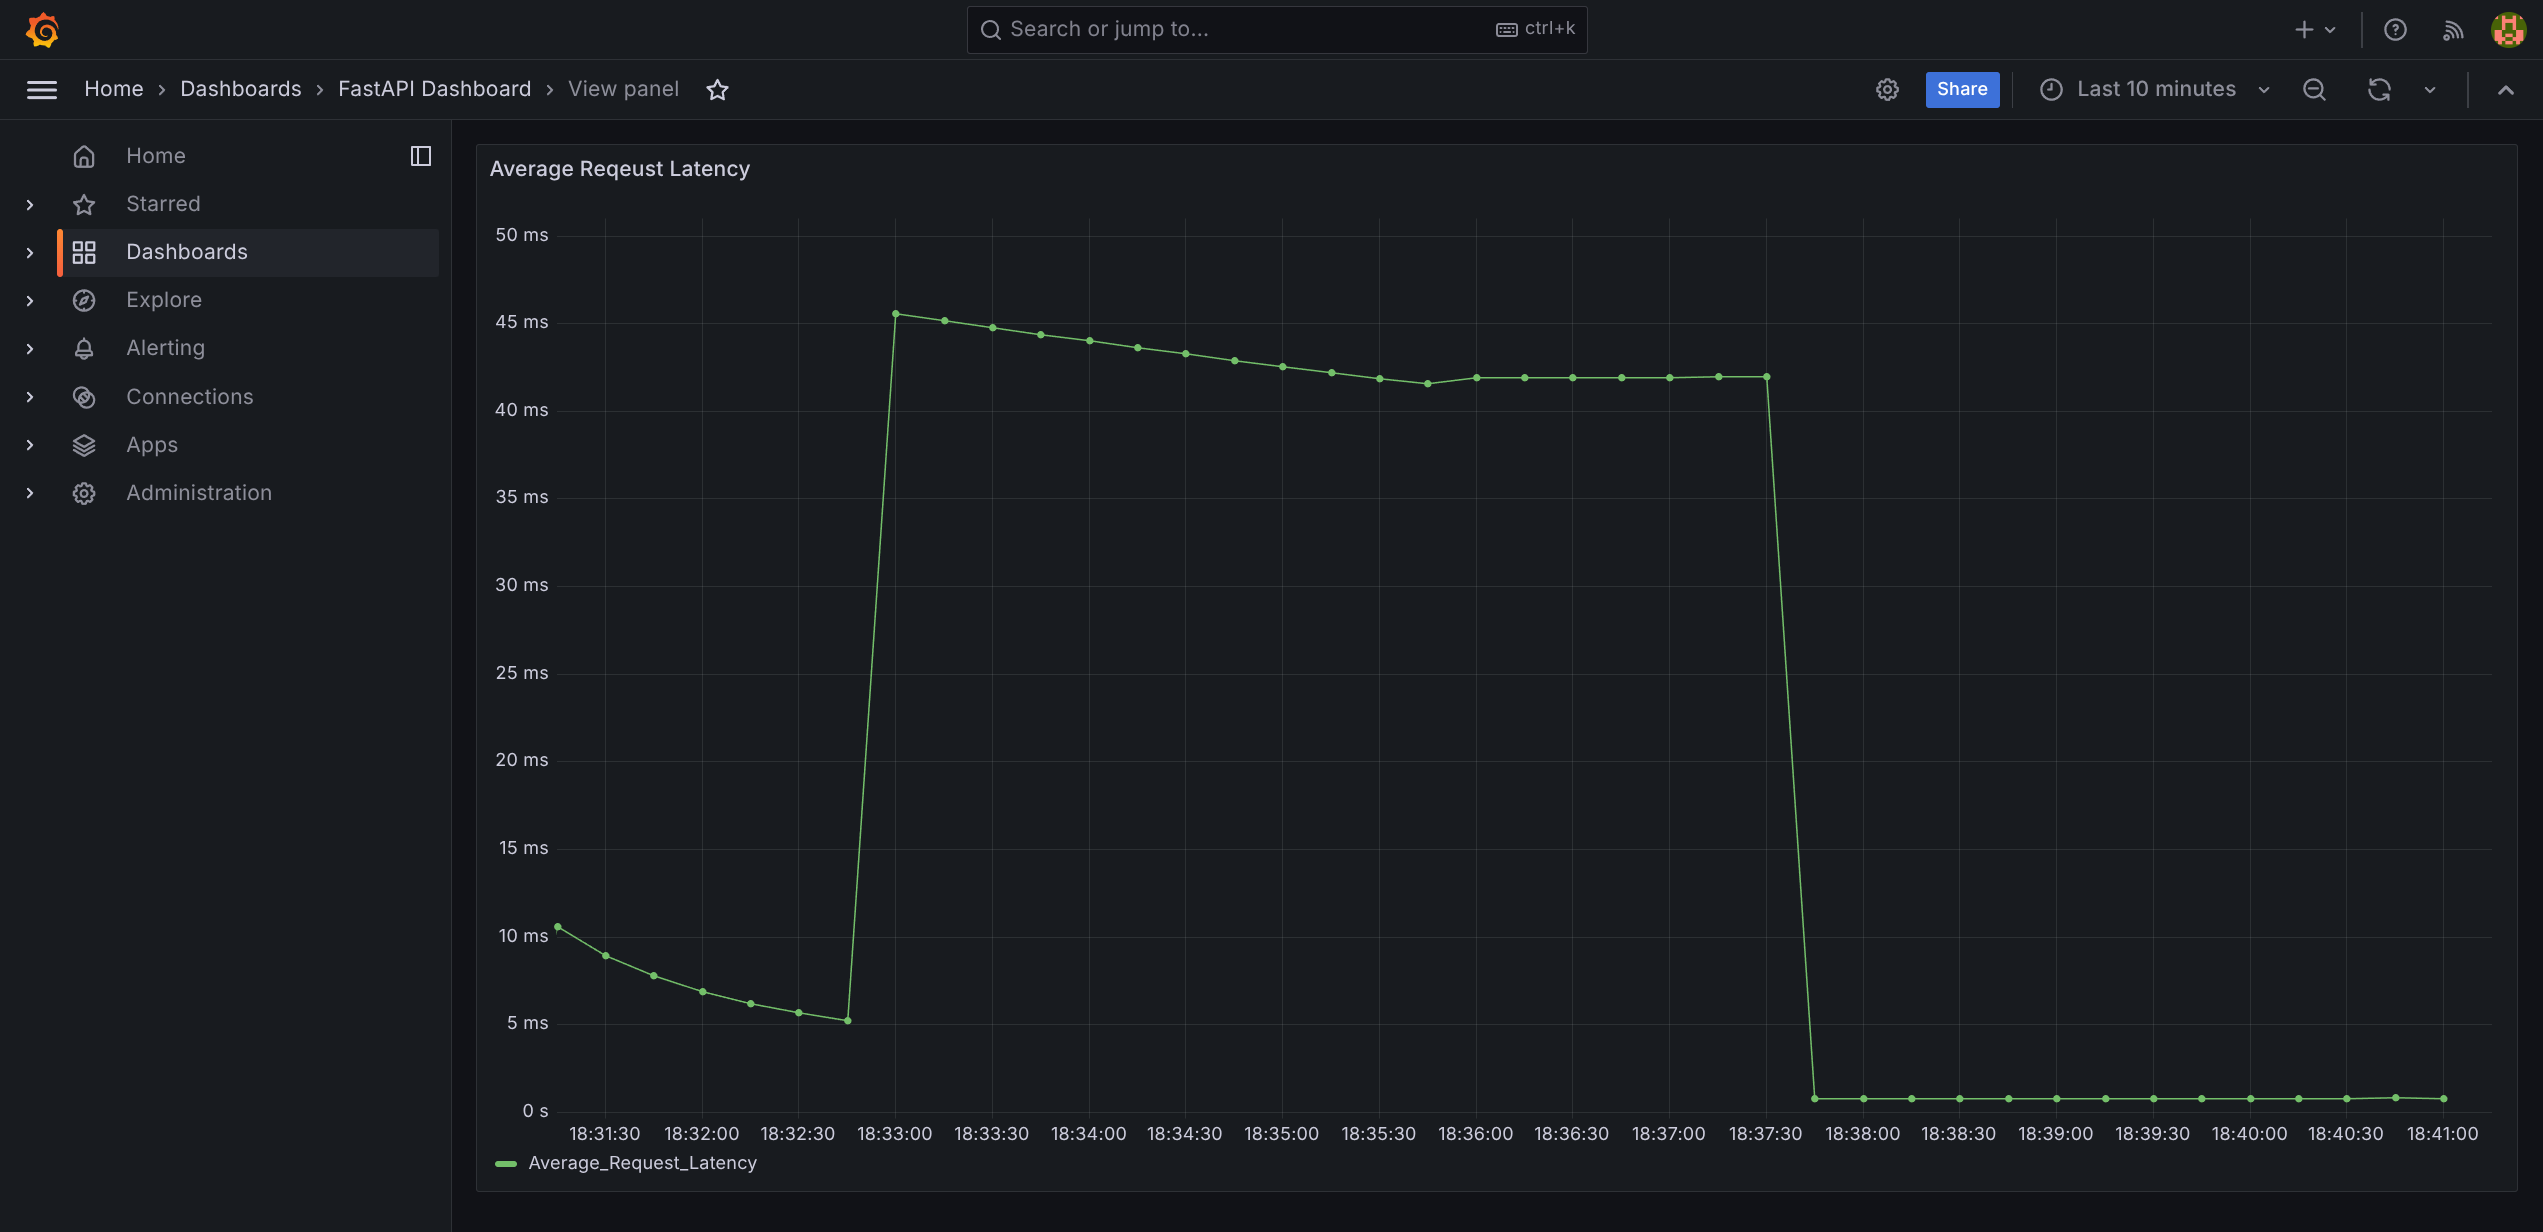 Search or jump to...
ctrl+k
Home
Dashboards
FastAPI Dashboard
View panel
Share
Last 10 minutes
Home
Starred
Dashboards
Explore
Alerting
Connections
Apps
Administration
Average Reqeust Latency
50 ms
45 ms
40 ms
35 ms
30 ms
25 ms
20 ms
15 ms
10 ms
5 ms
0 s
18:31:30 18:32:00 18:32:30 18:33:00 18:33:30 18:34:00 18:34:30 18:35:00 18:35:30 18:36:00 18:36:30 18:37:00 18:37:30 18:38:00 18:38:30 18:39:00 18:39:30 18:40:00 18:40:30 18:41:00
Average_Request_Latency